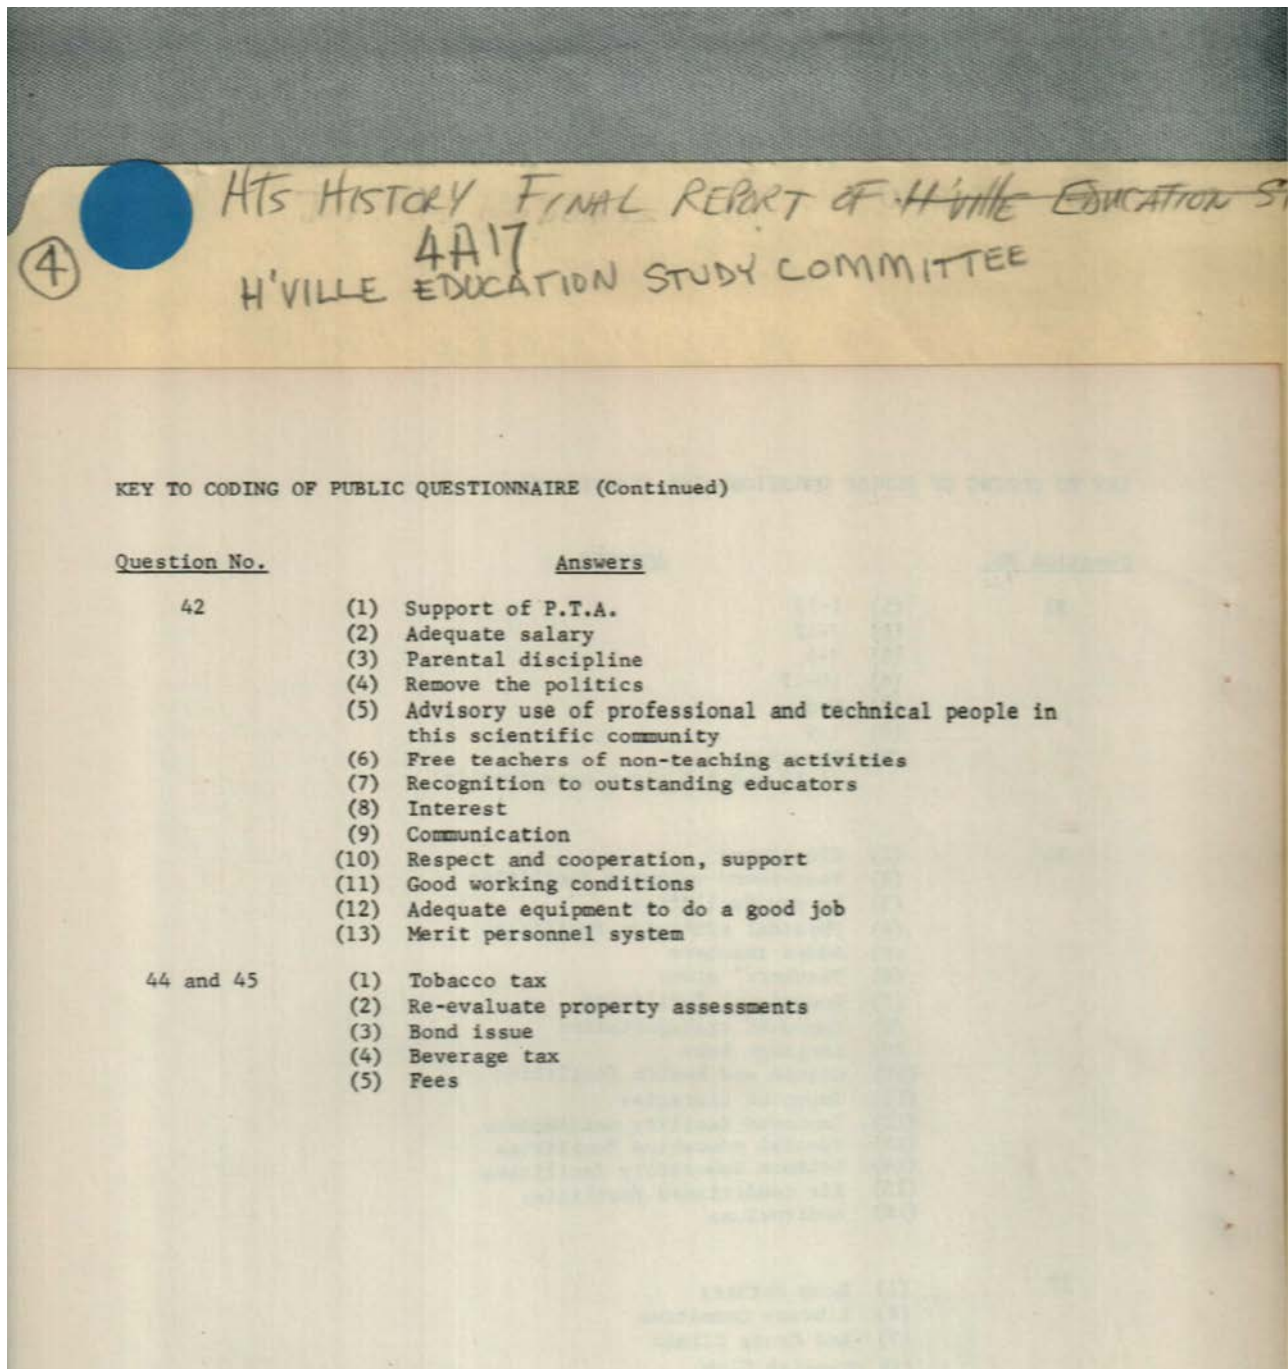 HTS HISTORY FINAL REPORT OF H'ville EDUCATION
4A17
4
H'VILLE EDUCATION STUDY COMMITTEE
KEY TO CODING OF PUBLIC QUESTIONNAIRE (Continued)
Question No. Answers
42 (1) Support of P.T.A.
(2) Adequate salary
(3) Parental discipline
(4) Remove the politics
(5) Advisory use of professional and technical people in
this scientific community
(6) Free teachers of non-teaching activities
(7) Recognition to outstanding educators
(8) Interest
(9) Communication
(10) Respect and cooperation, support
(11) Good working conditions
(12) Adequate equipment to do a good job
(13) Merit personnel system
44 and 45 (1) Tobacco tax
(2) Re-evaluate property assessments
(3) Bond issue
(4) Beverage tax
(5) Fees